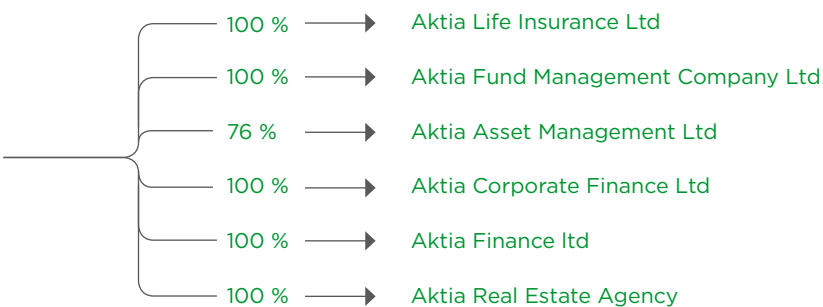 100 % Aktia Life Insurance Ltd
100 % Aktia Fund Management Company Ltd
76 % Aktia Asset Management Ltd
100 % Aktia Corporate Finance Ltd
100 % Aktia Finance ltd
100 % Aktia Real Estate Agency